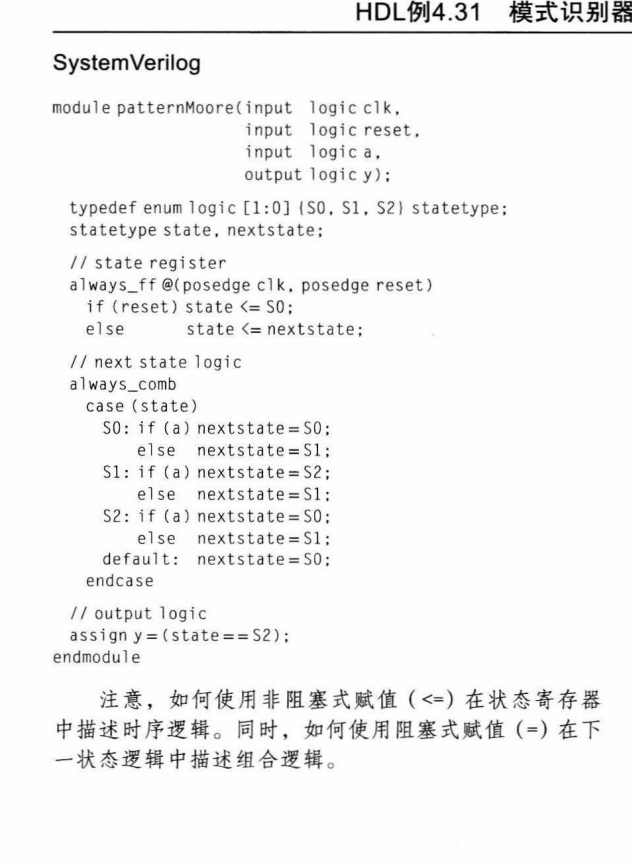 HDL例4.31 模式识别器
SystemVerilog
module patternMoore(input logic clk,
input logic reset,
input logic a,
output logic y);
typedef enum logic [1:0] {S0, S1, S2} statetype;
statetype state, nextstate;
// state register
always_ff @(posedge clk, posedge reset)
if (reset) state <= S0;
else state <= nextstate;
// next state logic
always_comb
case (state)
S0: if (a) nextstate = S0;
else nextstate = S1;
S1: if (a) nextstate = S2;
else nextstate = S1;
S2: if (a) nextstate = S0;
else nextstate = S1;
default: nextstate = S0;
endcase
// output logic
assign y = (state == S2);
endmodule
注意，如何使用非阻塞式赋值（<=）在状态寄存器
中描述时序逻辑。同时，如何使用阻塞式赋值（=）在下
一状态逻辑中描述组合逻辑。